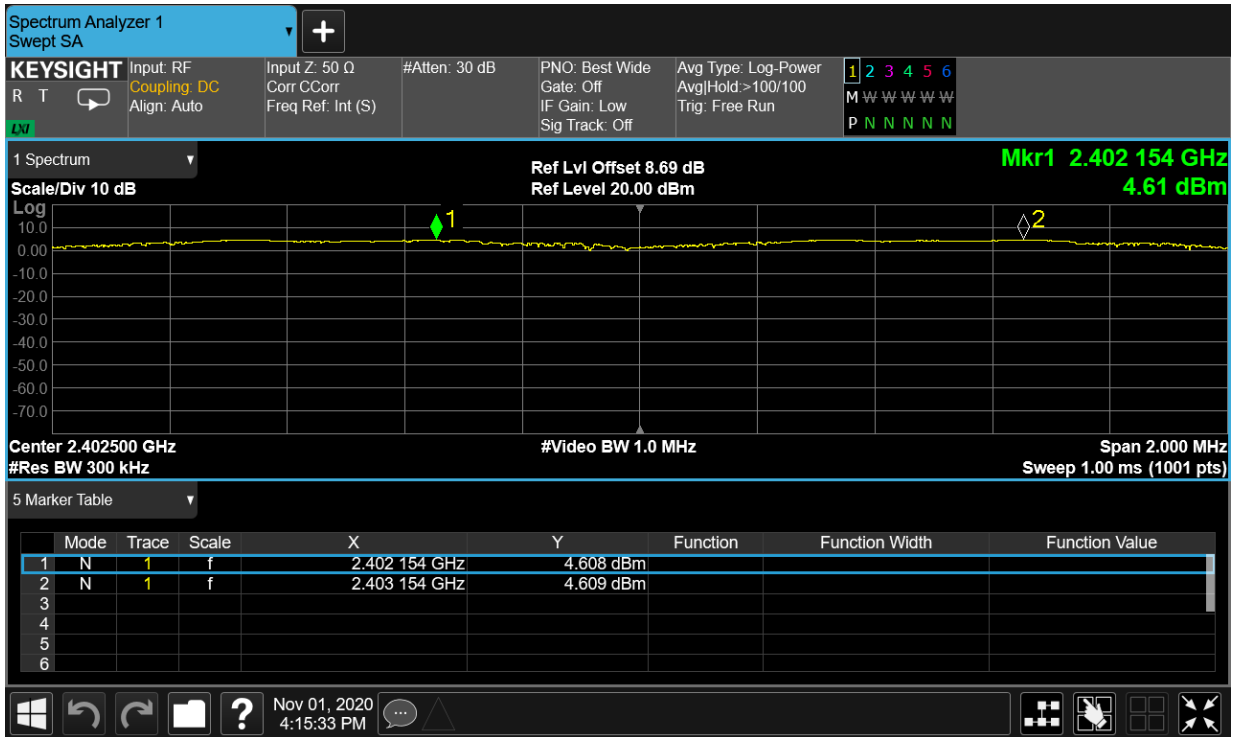 Spectrum Analyzer 1
Swept SA
KEYSIGHT
R T
LXI
Input: RF
Coupling: DC
Align: Auto
Input Z: 50 Ω
Corr CCorr
Freq Ref: Int (S)
#Atten: 30 dB
PNO: Best Wide
Gate: Off
IF Gain: Low
Sig Track: Off
Avg Type: Log-Power
Avg|Hold:>100/100
Trig: Free Run
1 2 3 4 5 6
M W W W W W
P N N N N N
1 Spectrum
Scale/Div 10 dB
Ref Lvl Offset 8.69 dB
Ref Level 20.00 dBm
Mkr1 2.402 154 GHz
4.61 dBm
Log
1
2
10.0
0.00
-10.0
-20.0
-30.0
-40.0
-50.0
-60.0
-70.0
Center 2.402500 GHz
#Video BW 1.0 MHz
Span 2.000 MHz
#Res BW 300 kHz
Sweep 1.00 ms (1001 pts)
5 Marker Table
Mode Trace Scale X Y Function Function Width Function Value
1 N 1 f 2.402 154 GHz 4.608 dBm
2 N 1 f 2.403 154 GHz 4.609 dBm
3
4
5
6
?
Nov 01, 2020
4:15:33 PM